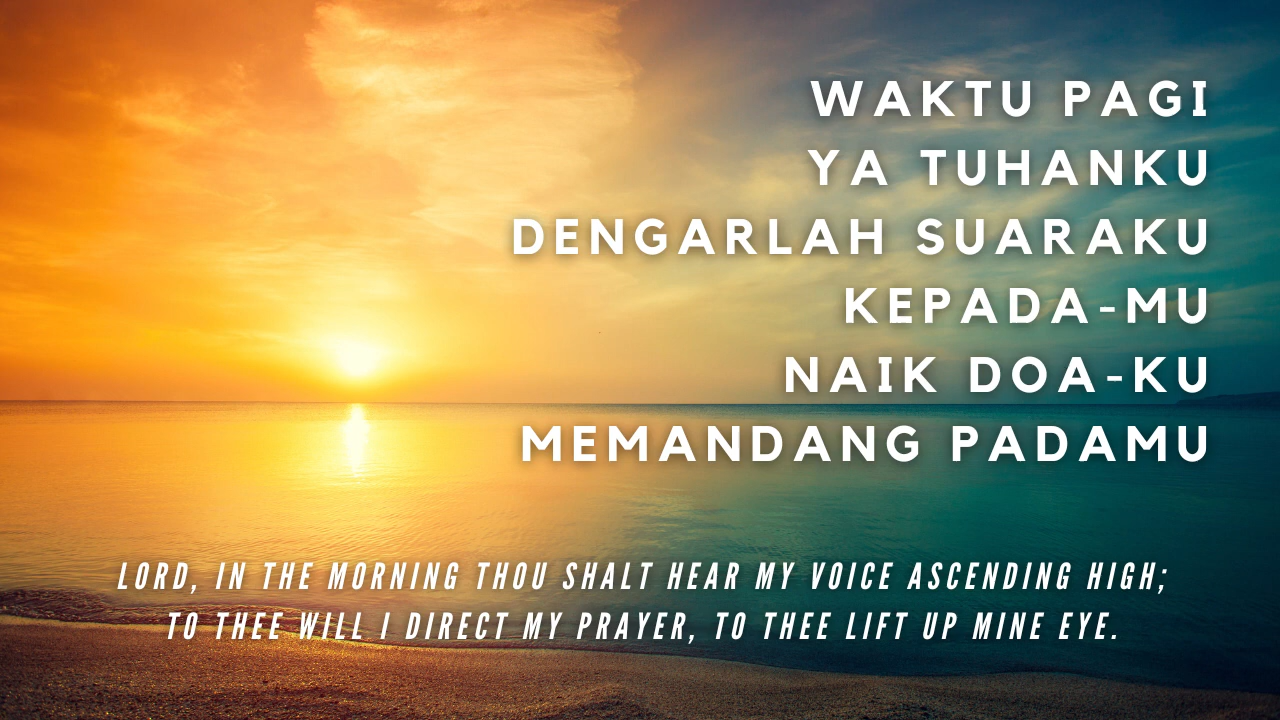 WAKTU PAGI
YA TUHANKU
DENGARLAH SUARAKU
KEPADA-MU
NAIK DOA-KU
MEMANDANG PADAMU
LORD, IN THE MORNING THOU SHALT HEAR MY VOICE ASCENDING HIGH;
TO THEE WILL I DIRECT MY PRAYER, TO THEE LIFT UP MINE EYE.